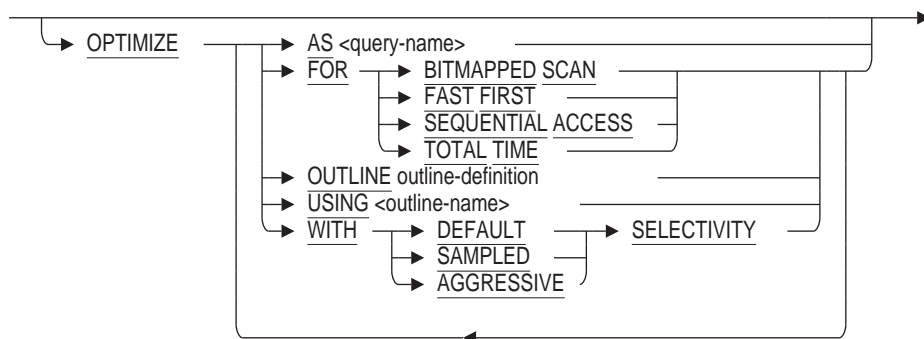 OPTIMIZE AS <query-name>
FOR BITMAPPED SCAN
FAST FIRST
SEQUENTIAL ACCESS
TOTAL TIME
OUTLINE outline-definition
USING <outline-name>
WITH DEFAULT SELECTIVITY
SAMPLED
AGGRESSIVE